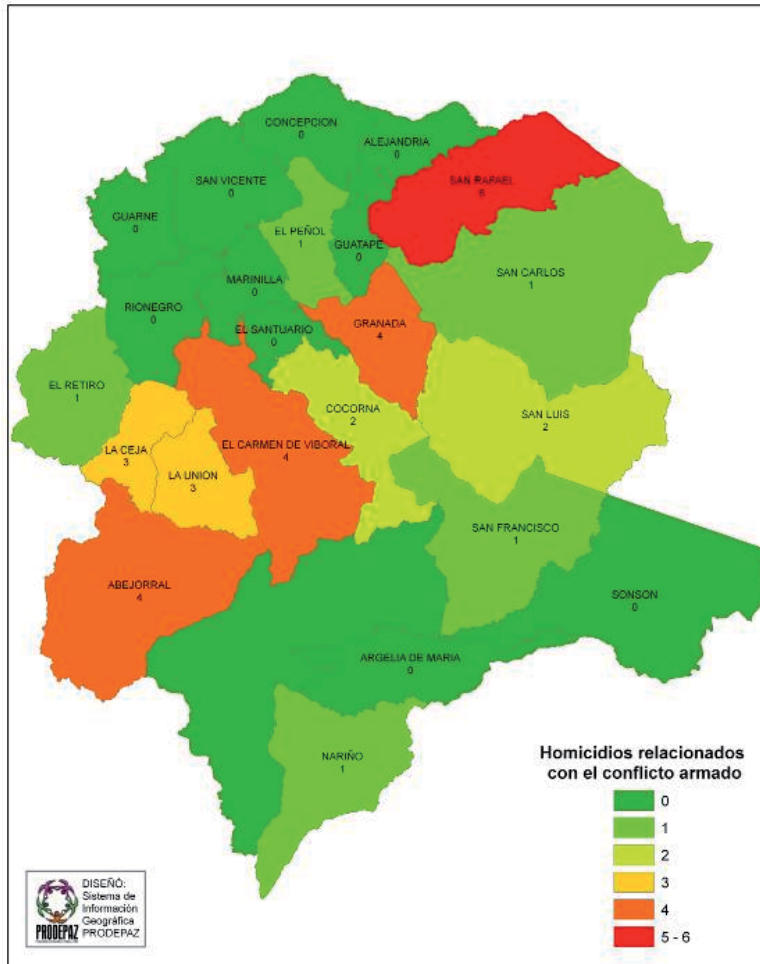 CONCEPCION
0
ALEJANDRIA
0
SAN VICENTE
0
SAN RAFAEL
6
GUARNE
0
EL PEÑOL
1
GUATAPE
0
SAN CARLOS
1
MARINILLA
0
RIONEGRO
0
EL SANTUARIO
0
GRANADA
4
EL RETIRO
1
COCORNA
2
SAN LUIS
2
EL CARMEN DE VIBORAL
4
LA CEJA
3
LA UNION
3
SAN FRANCISCO
1
ABEJORRAL
4
SONSON
0
ARGELIA DE MARIA
0
NARIÑO
1
Homicidios relacionados
con el conflicto armado
0
1
2
3
4
5 - 6
DISEÑO:
Sistema de
Información
Geográfica
PRODEPAZ
PRODEPAZ